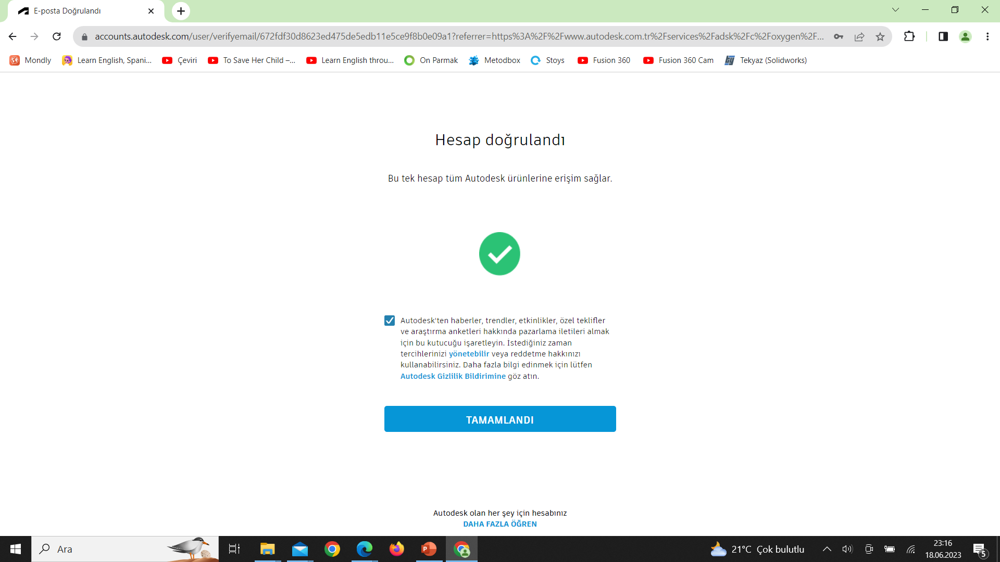 E-posta Doğrulandı
accounts.autodesk.com/user/verifyemail/672fdf30d8623ed475de5edb11e5ce9f8b0e09a1?referrer=https%3A%2F%2Fwww.autodesk.com.tr%2Fservices%2Fadsk%2Fc%2Foxygen%2F...
Mondly Learn English, Spani... Çeviri To Save Her Child –... Learn English throu... On Parmak Metodbox Stoys Fusion 360 Fusion 360 Cam Tekyaz (Solidworks)
Hesap doğrulandı
Bu tek hesap tüm Autodesk ürünlerine erişim sağlar.
Autodesk'ten haberler, trendler, etkinlikler, özel teklifler
ve araştırma anketleri hakkında pazarlama iletileri almak
için bu kutucuğu işaretleyin. İstediğiniz zaman
tercihlerinizi yönetebilir veya reddetme hakkınızı
kullanabilirsiniz. Daha fazla bilgi edinmek için lütfen
Autodesk Gizlilik Bildirimine göz atın.
TAMAMLANDI
Autodesk olan her şey için hesabınız
DAHA FAZLA ÖĞREN
Ara
21°C Çok bulutlu
23:16
18.06.2023
5